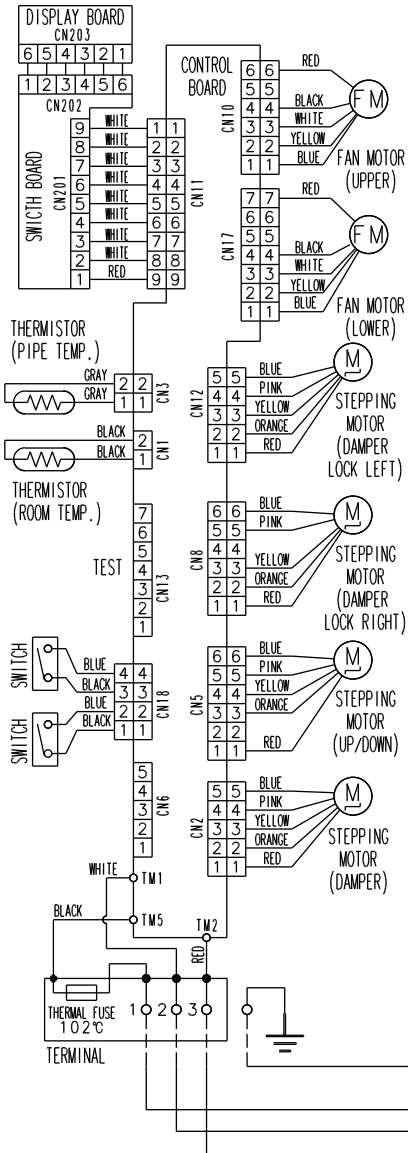 DISPLAY BOARD
CN203
6 5 4 3 2 1
1 2 3 4 5 6
CN202
SWICTH BOARD
CN201
9 WHITE 1 1
8 WHITE 2 2
7 WHITE 3 3
6 WHITE 4 4
5 WHITE 5 5
4 WHITE 6 6
3 WHITE 7 7
2 WHITE 8 8
1 RED 9 9
CN11
CONTROL
BOARD
CN10
6 6 RED
5 5
4 4 BLACK
3 3 WHITE
2 2 YELLOW
1 1 BLUE
FM
FAN MOTOR
(UPPER)
CN17
7 7 RED
6 6
5 5
4 4 BLACK
3 3 WHITE
2 2 YELLOW
1 1 BLUE
FM
FAN MOTOR
(LOWER)
THERMISTOR
(PIPE TEMP.)
GRAY 2 2
GRAY 1 1
CN3
BLACK 2
BLACK 1
CN1
THERMISTOR
(ROOM TEMP.)
CN12
5 5 BLUE
4 4 PINK
3 3 YELLOW
2 2 ORANGE
1 1 RED
M
STEPPING
MOTOR
(DAMPER
LOCK LEFT)
TEST
7
6
5
4
3
2
1
CN13
CN8
6 6 BLUE
5 5 PINK
4 4
3 3 YELLOW
2 2 ORANGE
1 1 RED
M
STEPPING
MOTOR
(DAMPER
LOCK RIGHT)
SWITCH
BLUE 4 4
BLACK 3 3
SWITCH
BLUE 2 2
BLACK 1 1
CN18
CN5
6 6 BLUE
5 5 PINK
4 4 YELLOW
3 3 ORANGE
2 2
1 1 RED
M
STEPPING
MOTOR
(UP/DOWN)
5
4
3
2
1
CN6
CN2
5 5 BLUE
4 4 PINK
3 3 YELLOW
2 2 ORANGE
1 1 RED
M
STEPPING
MOTOR
(DAMPER)
WHITE TM1
BLACK TM5
TM2
RED
THERMAL FUSE
102℃
1 2 3
TERMINAL